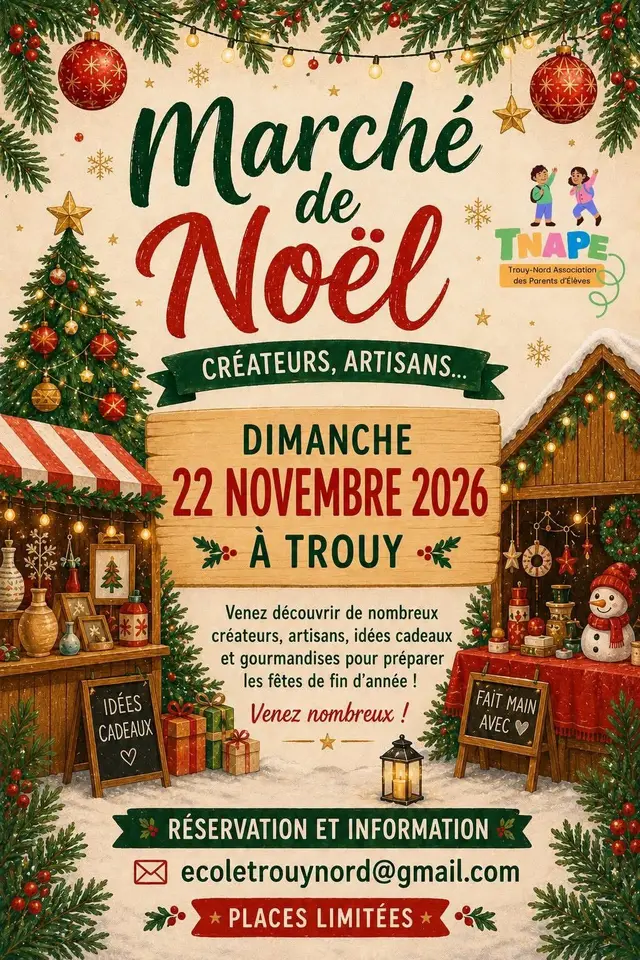 Marché
de
Noël
TNAPE
Trouy-Nord Association
des Parents d'Élèves
CRÉATEURS, ARTISANS...
DIMANCHE
22 NOVEMBRE 2026
À TROUY
Venez découvrir de nombreux
créateurs, artisans, idées cadeaux
et gourmandises pour préparer
les fêtes de fin d'année !
Venez nombreux !
IDÉES
CADEAUX
♡
FAIT MAIN
AVEC ♥
RÉSERVATION ET INFORMATION
ecoletrouynord@gmail.com
PLACES LIMITÉES